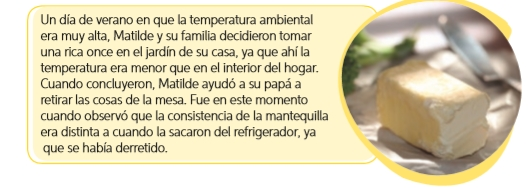 Un día de verano en que la temperatura ambiental
era muy alta, Matilde y su familia decidieron tomar
una rica once en el jardín de su casa, ya que ahí la
temperatura era menor que en el interior del hogar.
Cuando concluyeron, Matilde ayudó a su papá a
retirar las cosas de la mesa. Fue en este momento
cuando observó que la consistencia de la mantequilla
era distinta a cuando la sacaron del refrigerador, ya
que se había derretido.